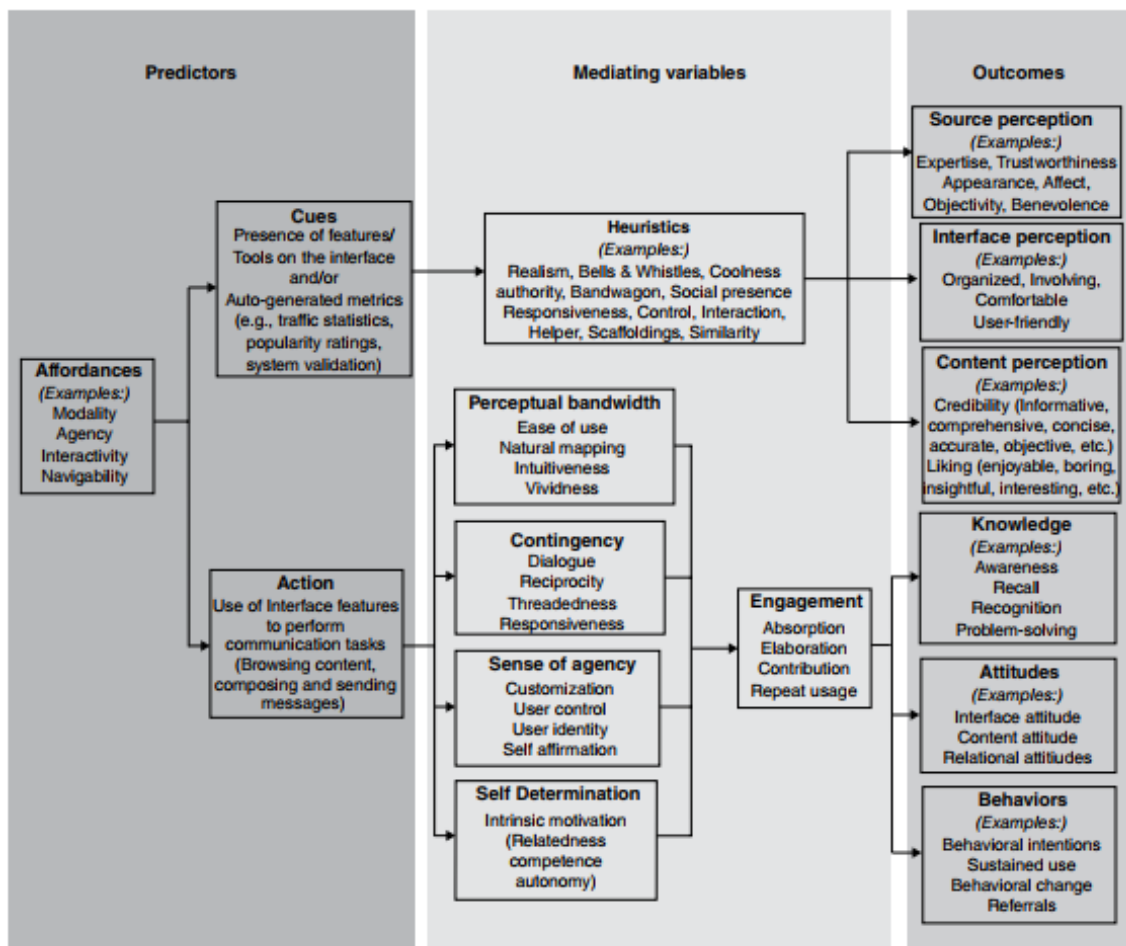 Predictors
Mediating variables
Outcomes
Affordances
(Examples:)
Modality
Agency
Interactivity
Navigability
Cues
Presence of features/
Tools on the interface
and/or
Auto-generated metrics
(e.g., traffic statistics,
popularity ratings,
system validation)
Action
Use of Interface features
to perform
communication tasks
(Browsing content,
composing and sending
messages)
Heuristics
(Examples:)
Realism, Bells & Whistles, Coolness
authority, Bandwagon, Social presence
Responsiveness, Control, Interaction,
Helper, Scaffoldings, Similarity
Perceptual bandwidth
Ease of use
Natural mapping
Intuitiveness
Vividness
Contingency
Dialogue
Reciprocity
Threadedness
Responsiveness
Sense of agency
Customization
User control
User identity
Self affirmation
Self Determination
Intrinsic motivation
(Relatedness
competence
autonomy)
Engagement
Absorption
Elaboration
Contribution
Repeat usage
Source perception
(Examples:)
Expertise, Trustworthiness
Appearance, Affect,
Objectivity, Benevolence
Interface perception
(Examples:)
Organized, Involving,
Comfortable
User-friendly
Content perception
(Examples:)
Credibility (Informative,
comprehensive, concise,
accurate, objective, etc.)
Liking (enjoyable, boring,
insightful, interesting, etc.)
Knowledge
(Examples:)
Awareness
Recall
Recognition
Problem-solving
Attitudes
(Examples:)
Interface attitude
Content attitude
Relational attitiudes
Behaviors
(Examples:)
Behavioral intentions
Sustained use
Behavioral change
Referrals